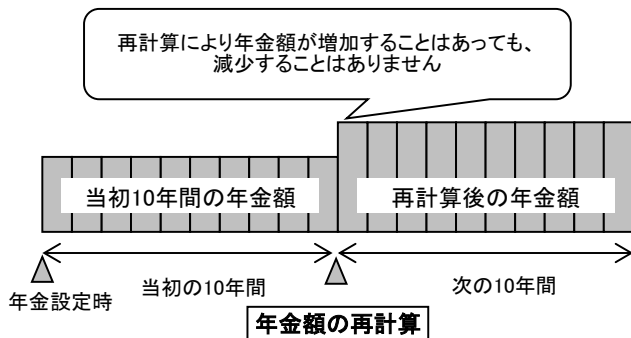 再計算により年金額が増加することはあっても、
減少することはありません
当初10年間の年金額
再計算後の年金額
年金設定時
当初の10年間
次の10年間
年金額の再計算